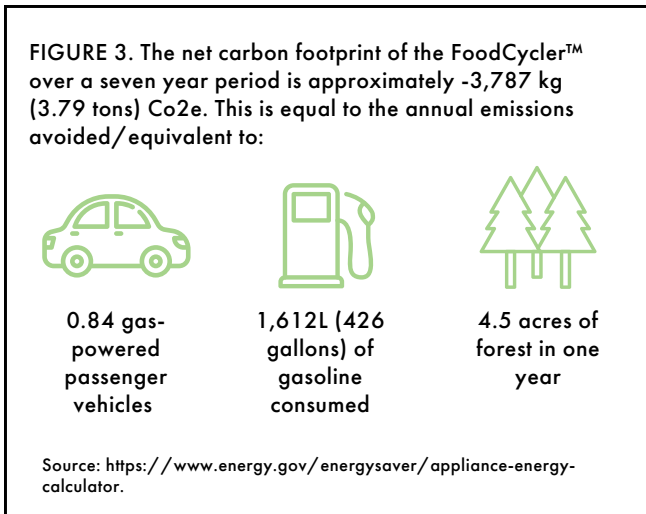 FIGURE 3. The net carbon footprint of the FoodCycler™
over a seven year period is approximately -3,787 kg
(3.79 tons) Co2e. This is equal to the annual emissions
avoided/equivalent to:
0.84 gas-
powered
passenger
vehicles
1,612L (426
gallons) of
gasoline
consumed
4.5 acres of
forest in one
year
Source: https://www.energy.gov/energysaver/appliance-energy-
calculator.